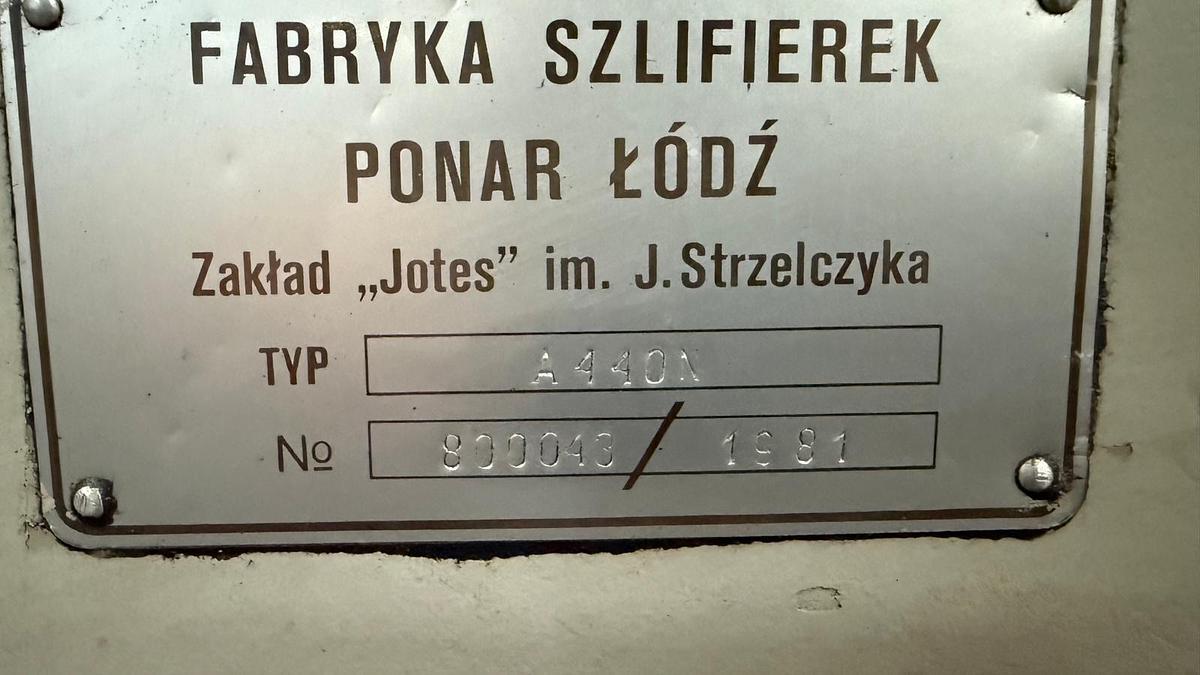 FABRYKA SZLIFIEREK
PONAR ŁÓDŹ
Zakład „Jotes” im. J. Strzelczyka
TYP A440N
No 800043 / 1981